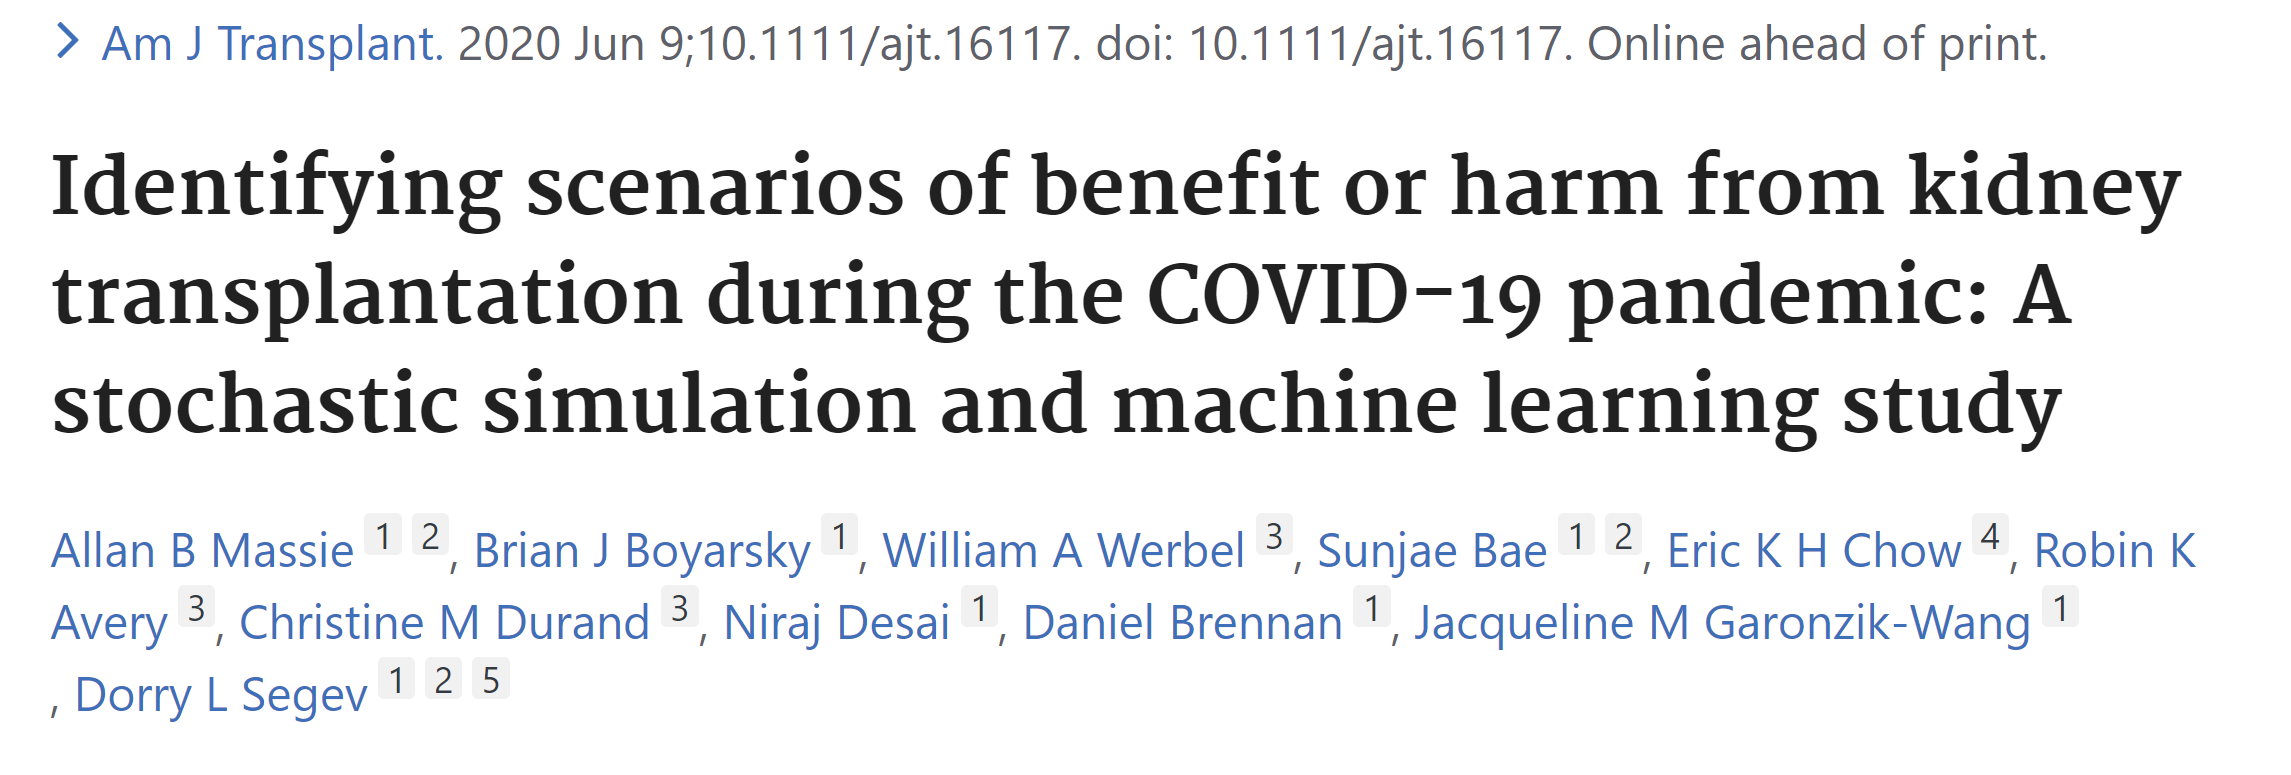 > Am J Transplant. 2020 Jun 9;10.1111/ajt.16117. doi: 10.1111/ajt.16117. Online ahead of print.
Identifying scenarios of benefit or harm from kidney
transplantation during the COVID-19 pandemic: A
stochastic simulation and machine learning study
Allan B Massie 1 2, Brian J Boyarsky 1, William A Werbel 3, Sunjae Bae 1 2, Eric K H Chow 4, Robin K
Avery 3, Christine M Durand 3, Niraj Desai 1, Daniel Brennan 1, Jacqueline M Garonzik-Wang 1
, Dorry L Segev 1 2 5